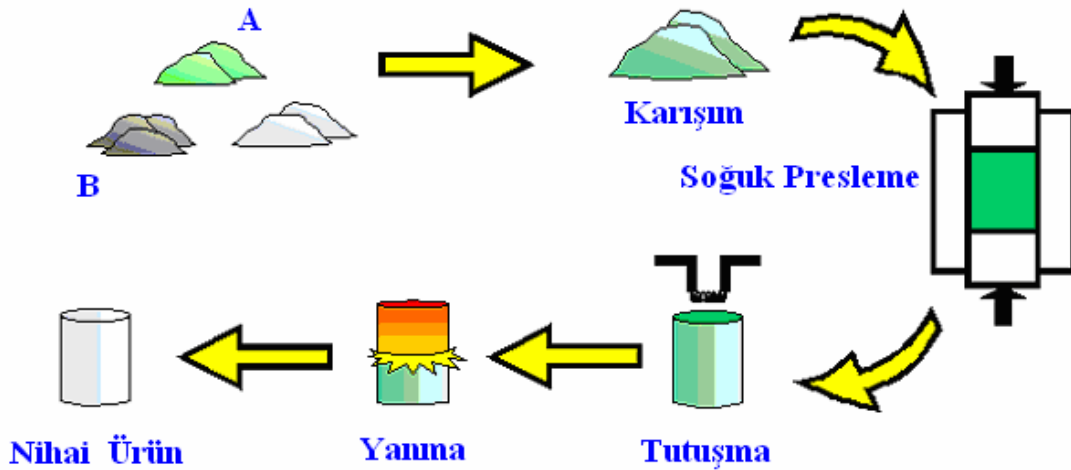 A
B
Karışım
Soğuk Presleme
Tutuşma
Yanma
Nihai Ürün